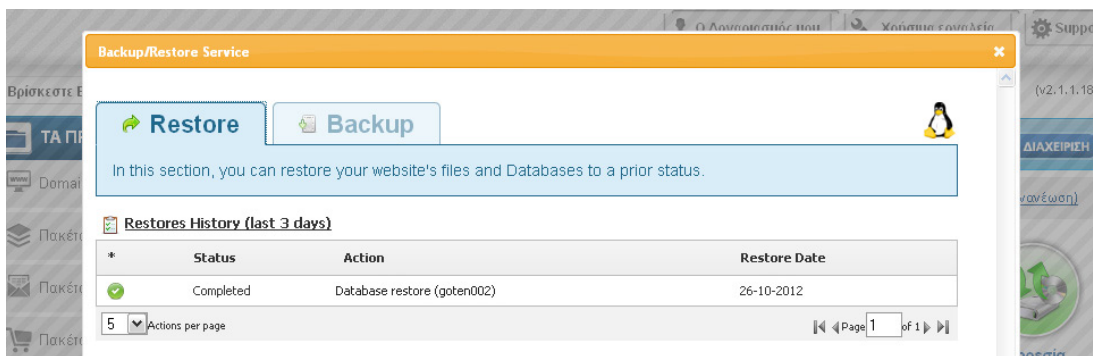 Ο Λογαριασμός μου Χρήσιμα εργαλεία Suppo
Backup/Restore Service
Βρίσκεστε Ε
(v2.1.1.18
Restore Backup
ΤΑ ΠΡ
ΔΙΑΧΕΙΡΙΣΗ
In this section, you can restore your website's files and Databases to a prior status.
Domai
νανέωση)
Restores History (last 3 days)
Πακέτ
* Status Action Restore Date
Completed Database restore (goten002) 26-10-2012
Πακέτ
5 Actions per page Page 1 of 1
Πακέτ